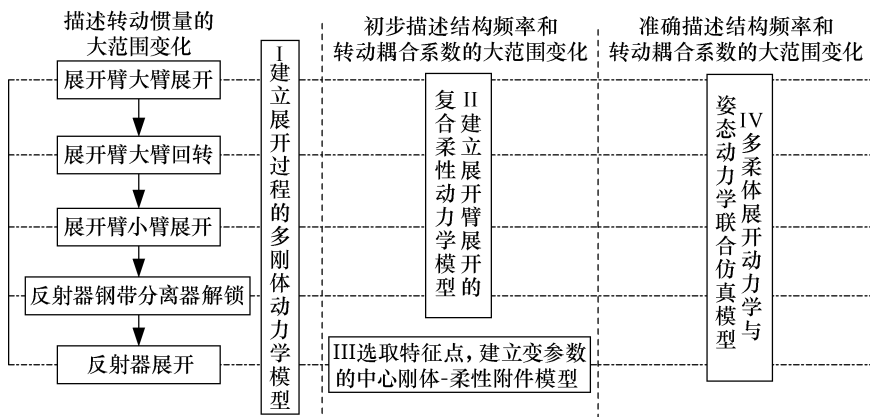 描述转动惯量的
大范围变化
展开臂大臂展开
展开臂大臂回转
展开臂小臂展开
反射器钢带分离器解锁
反射器展开
I建立展开过程的多刚体动力学模型
初步描述结构频率和
转动耦合系数的大范围变化
II建立展开臂展开的
复合柔性动力学模型
III选取特征点，建立变参数
的中心刚体-柔性附件模型
准确描述结构频率和
转动耦合系数的大范围变化
IV多柔体展开动力学与
姿态动力学联合仿真模型